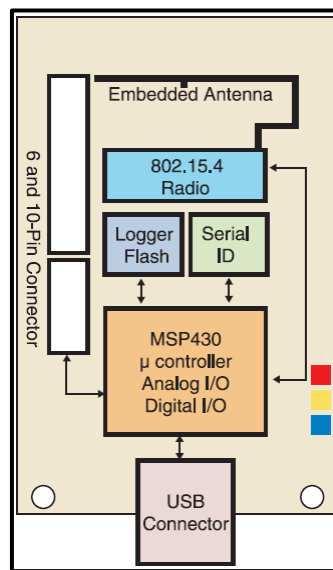 Embedded Antenna
6 and 10-Pin Connector
802.15.4
Radio
Logger
Flash
Serial
ID
MSP430
µ controller
Analog I/O
Digital I/O
USB
Connector